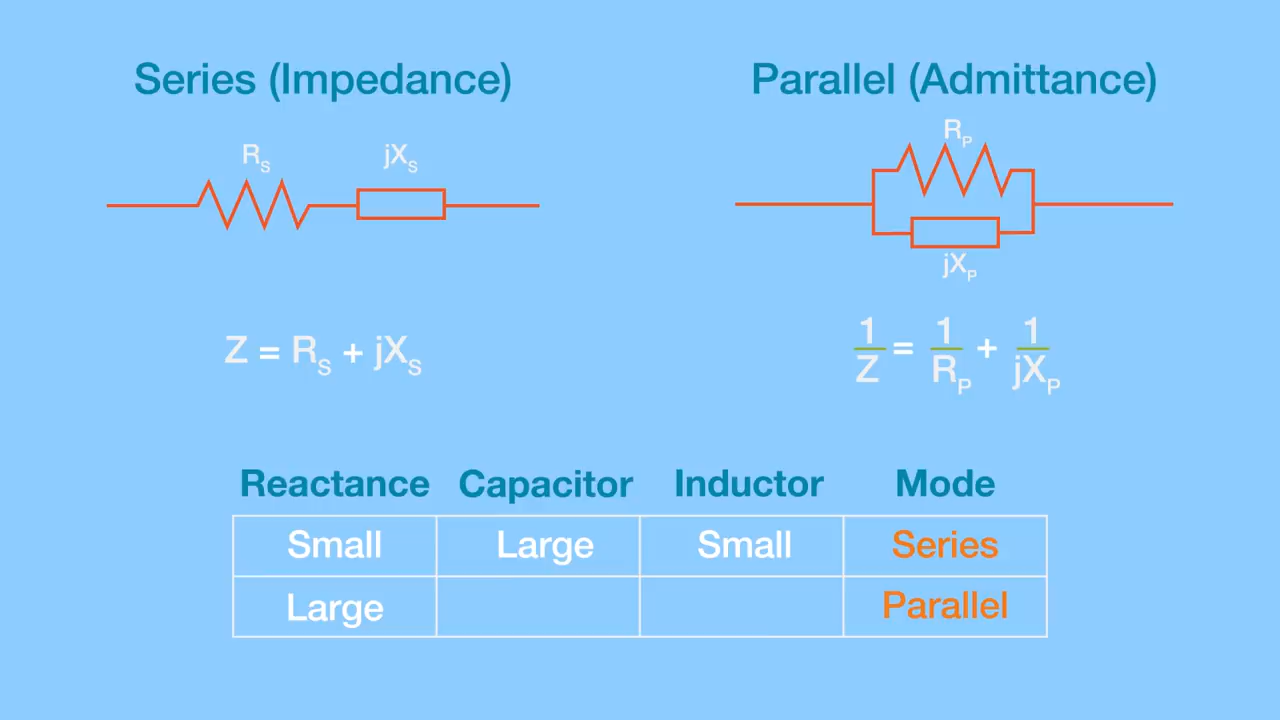 Series (Impedance)
Parallel (Admittance)
R_S
jX_S
R_P
jX_P
Z = R_S + jX_S
1/Z = 1/R_P + 1/jX_P
Reactance Capacitor Inductor Mode
Small Large Small Series
Large Parallel